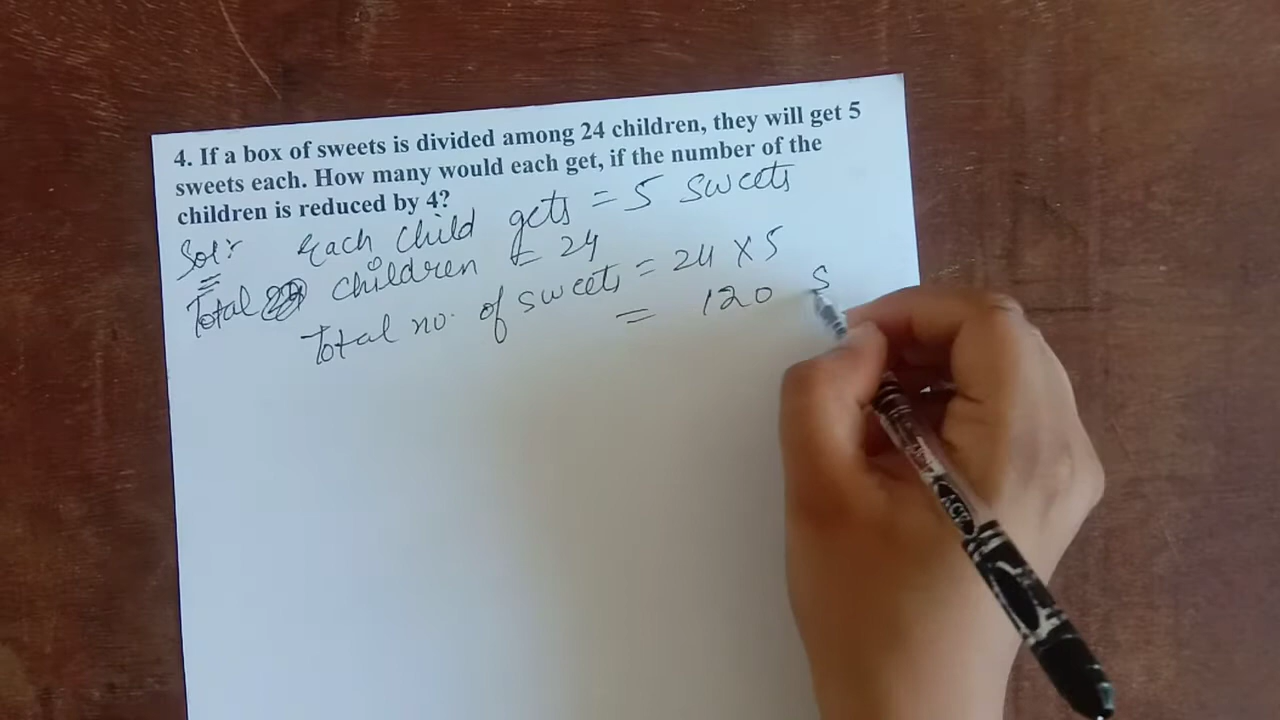 4. If a box of sweets is divided among 24 children, they will get 5
sweets each. How many would each get, if the number of the
children is reduced by 4?
Sol: Each child gets = 5 sweets
Total children = 24
Total no. of sweets = 24 × 5
= 120 s